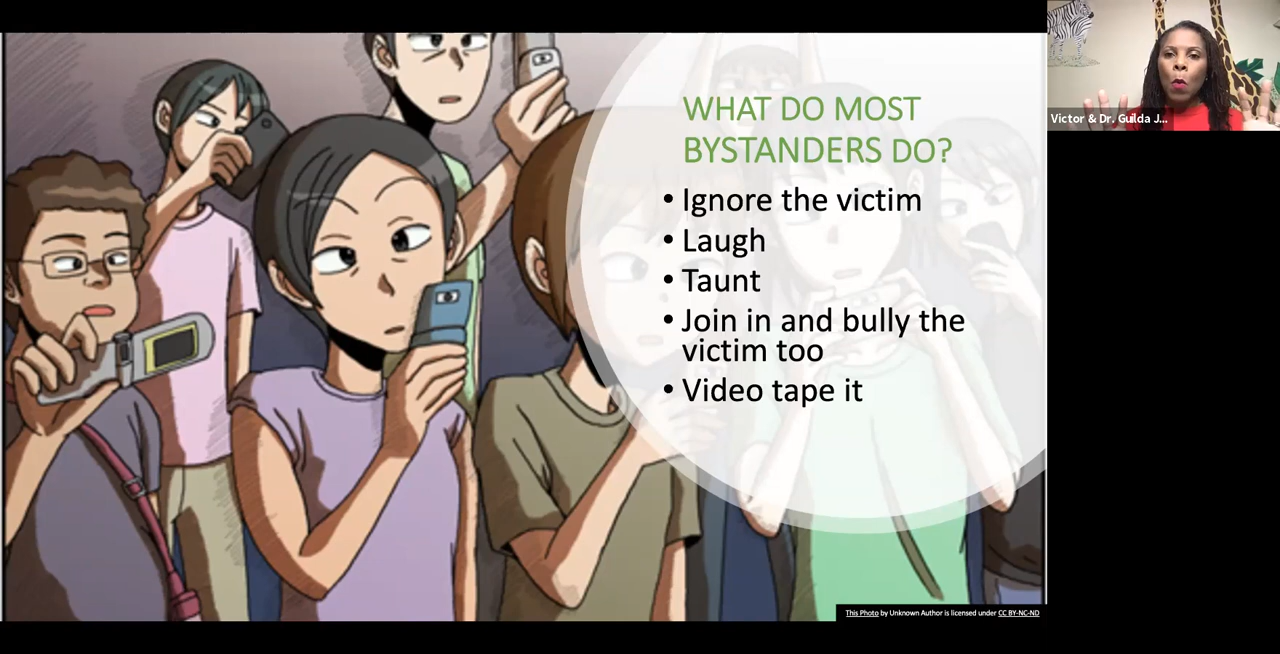 Victor & Dr. Guilda J...
WHAT DO MOST
BYSTANDERS DO?
• Ignore the victim
• Laugh
• Taunt
• Join in and bully the
victim too
• Video tape it
This Photo by Unknown Author is licensed under CC BY-NC-ND